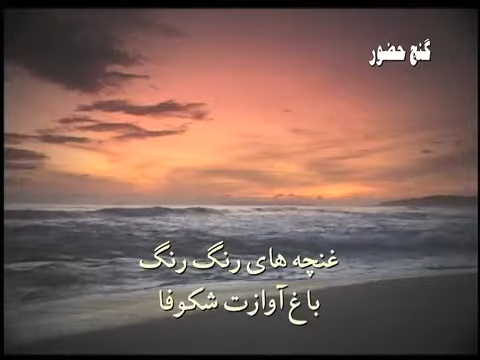 گنج حضور
غنچه های رنگ رنگ
باغ آوازت شکوفا